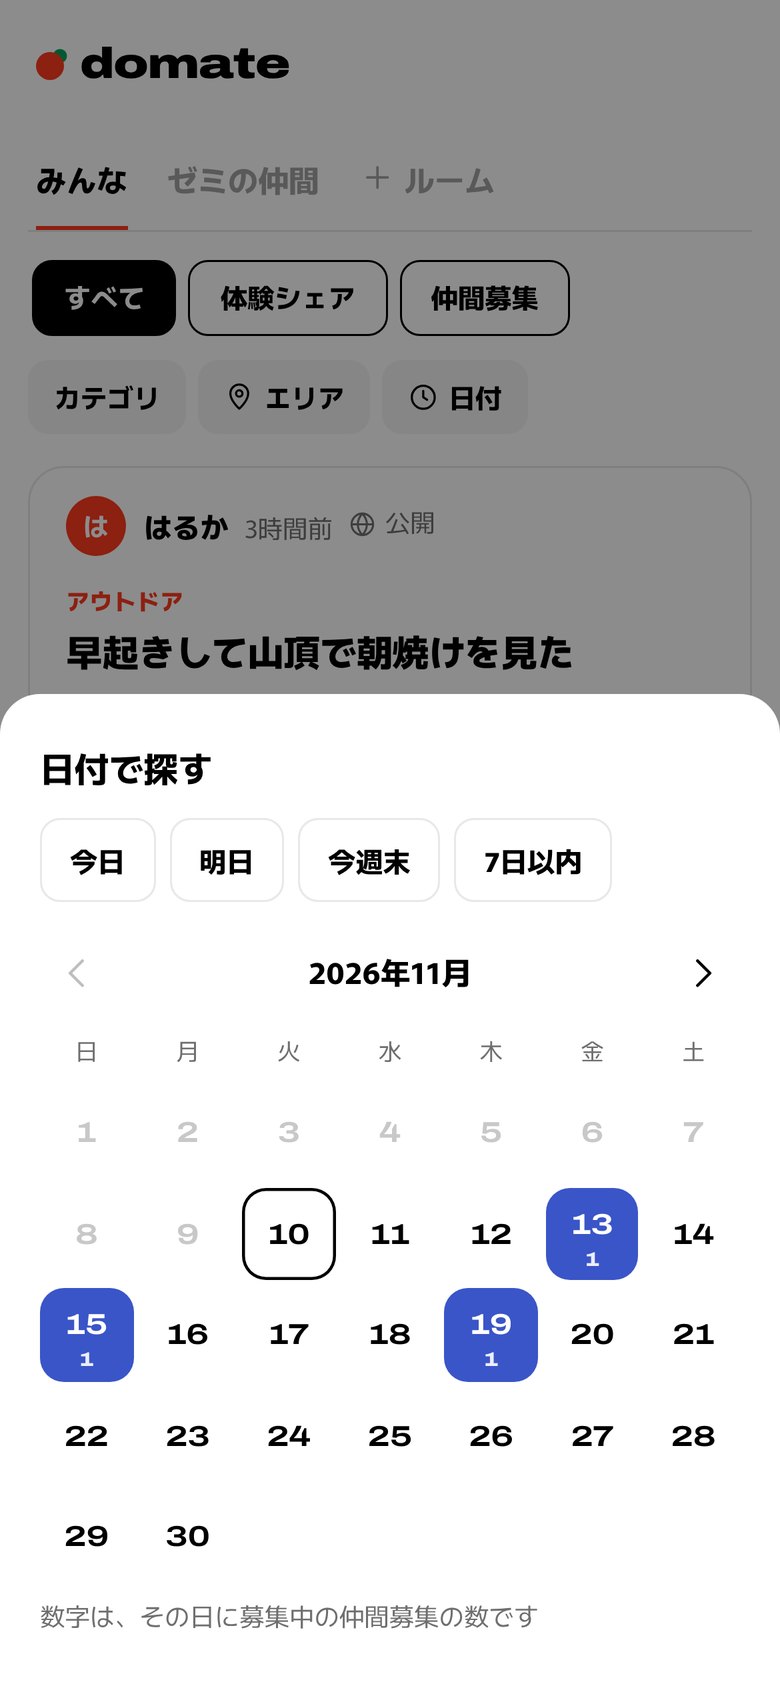 domate
みんな ゼミの仲間 + ルーム
すべて 体験シェア 仲間募集
カテゴリ エリア 日付
は はるか 3時間前 公開
アウトドア
早起きして山頂で朝焼けを見た
日付で探す
今日 明日 今週末 7日以内
2026年11月
日 月 火 水 木 金 土
1 2 3 4 5 6 7
8 9 10 11 12 13 14
1
15 16 17 18 19 20 21
1 1
22 23 24 25 26 27 28
29 30
数字は、その日に募集中の仲間募集の数です